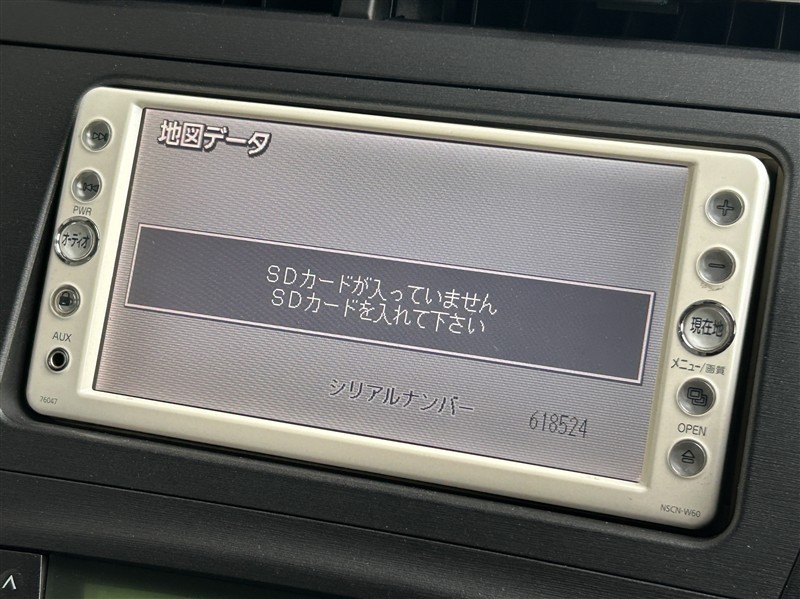 地図データ
SDカードが入っていません
SDカードを入れて下さい
シリアルナンバー 618524
PWR
オーディオ
AUX
76047
現在地
メニュー/画質
OPEN
NSCN-W60